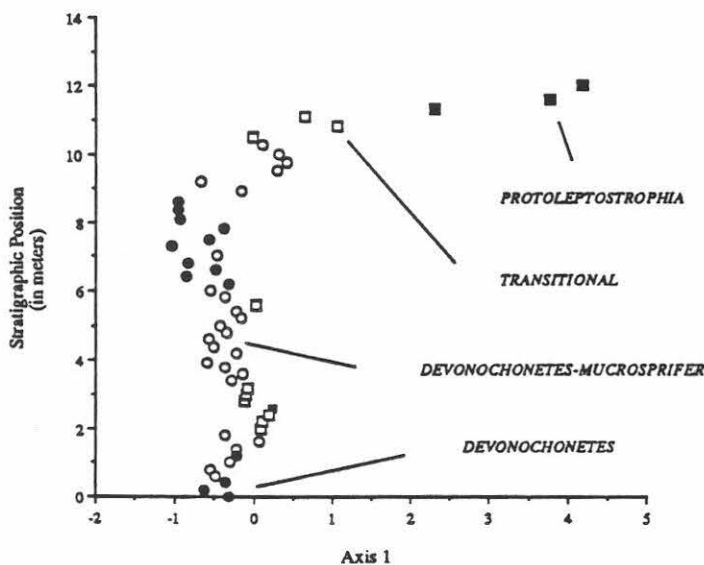 14
12
10
8
6
4
2
0
Stratigraphic Position
(in meters)
PROTOLEPTOSTROPHIA
TRANSITIONAL
DEVONOCHONETES-MUCROSPRIFER
DEVONOCHONETES
-2 -1 0 1 2 3 4 5
Axis 1